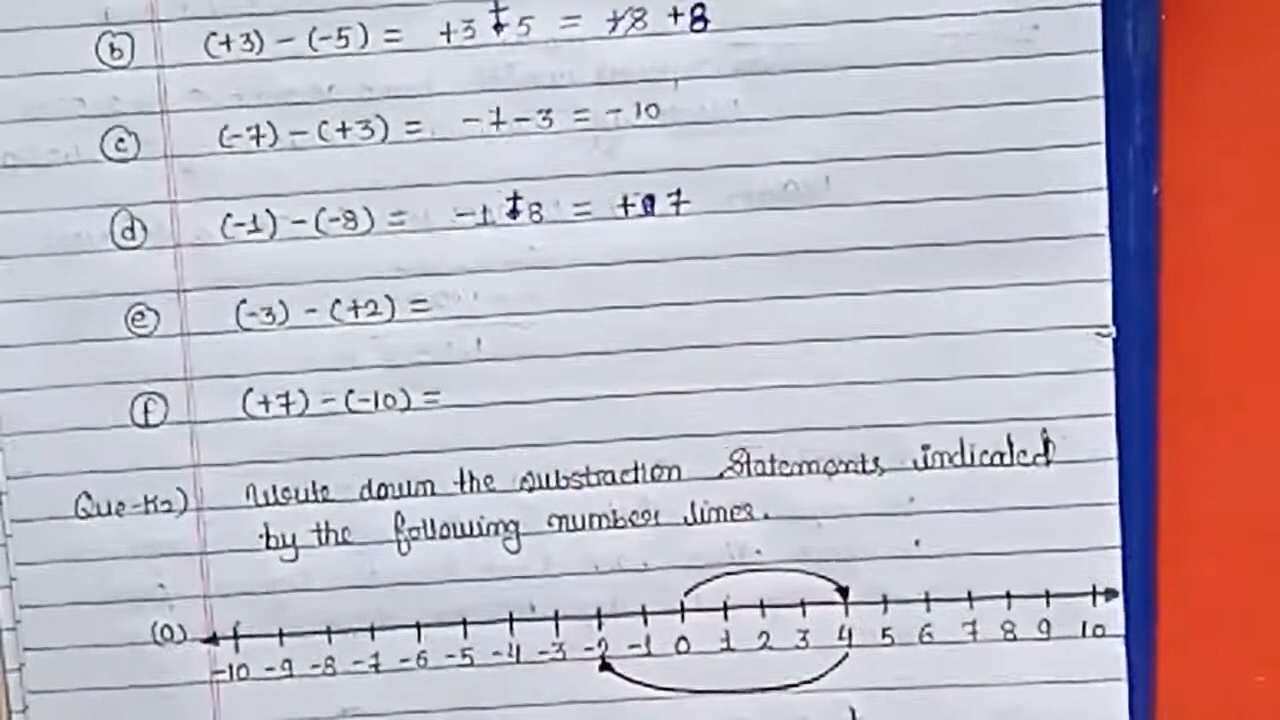 (b) (+3) - (-5) = +3 + 5 = +8 +8
(c) (-7) - (+3) = -7-3 = -10
(d) (-1) - (-8) = -1 + 8 = +7
(e) (-3) - (+2) =
(f) (+7) - (-10) =
Write down the substraction statements indicated
by the following number lines.
(a) -10 -9 -8 -7 -6 -5 -4 -3 -2 -1 0 1 2 3 4 5 6 7 8 9 10